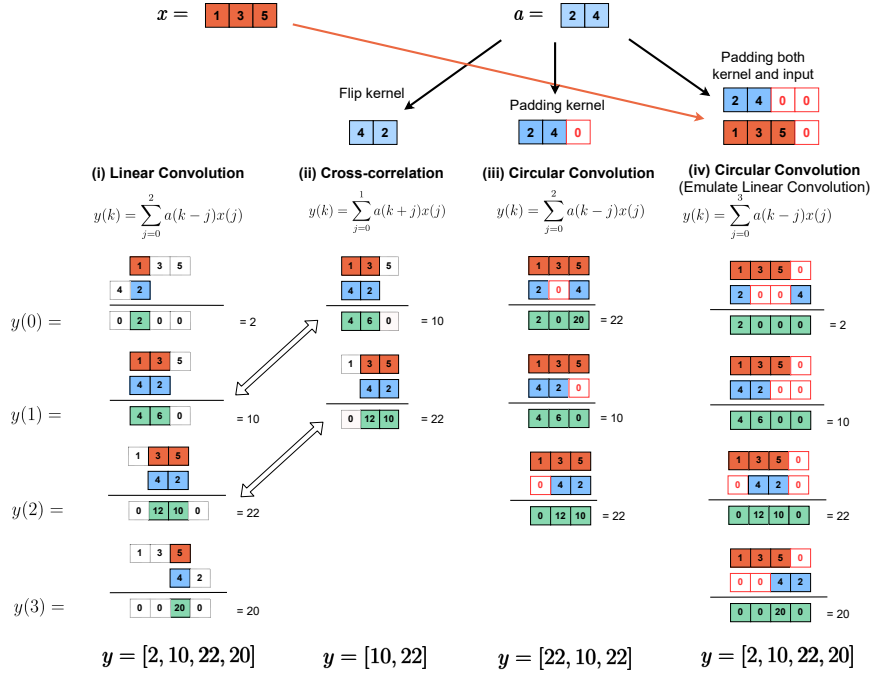 x = 1 3 5
a = 2 4
Flip kernel
4 2
Padding kernel
2 4 0
Padding both
kernel and input
2 4 0 0
1 3 5 0
(i) Linear Convolution
y(k) = \sum_{j=0}^{2} a(k − j)x(j)
(ii) Cross-correlation
y(k) = \sum_{j=0}^{1} a(k + j)x(j)
(iii) Circular Convolution
y(k) = \sum_{j=0}^{2} a(k − j)x(j)
(iv) Circular Convolution
(Emulate Linear Convolution)
y(k) = \sum_{j=0}^{3} a(k − j)x(j)
y(0) =
1 3 5
4 2
0 2 0 0 = 2
1 3 5
4 2
4 6 0 = 10
1 3 5
2 0 4
2 0 20 = 22
1 3 5 0
2 0 0 4
2 0 0 0 = 2
y(1) =
1 3 5
4 2
4 6 0 = 10
1 3 5
4 2
0 12 10 = 22
1 3 5
4 2 0
4 6 0 = 10
1 3 5 0
4 2 0 0
4 6 0 0 = 10
y(2) =
1 3 5
4 2
0 12 10 0 = 22
1 3 5
0 4 2
0 12 10 = 22
1 3 5 0
0 4 2 0
0 12 10 0 = 22
y(3) =
1 3 5
4 2
0 0 20 0 = 20
1 3 5 0
0 0 4 2
0 0 20 0 = 20
y = [2, 10, 22, 20]
y = [10, 22]
y = [22, 10, 22]
y = [2, 10, 22, 20]